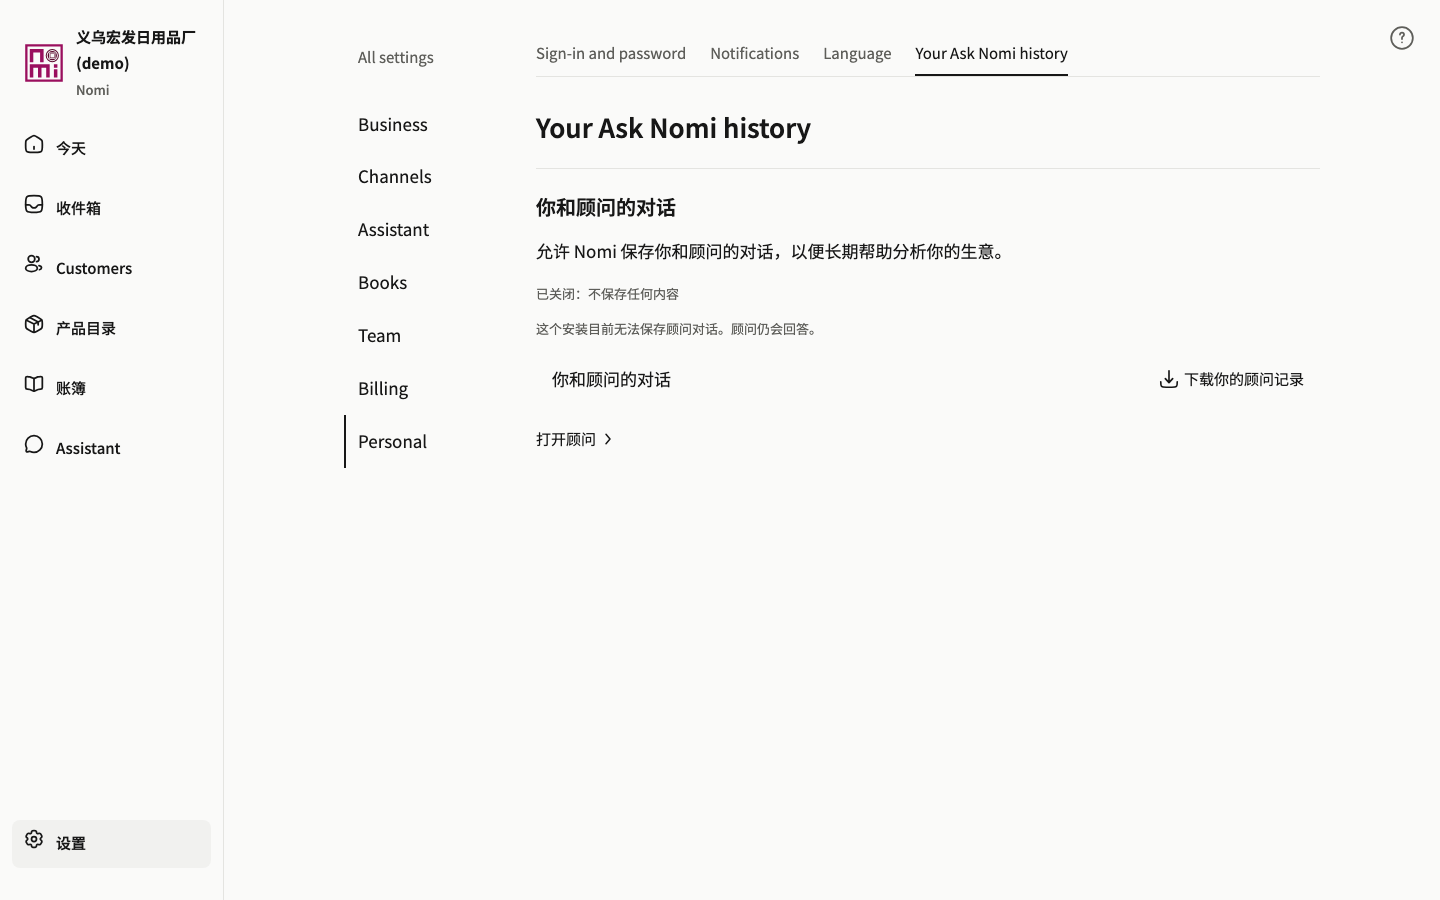 义乌宏发日用品厂
(demo)
Nomi
今天
收件箱
Customers
产品目录
账簿
Assistant
设置
All settings
Business
Channels
Assistant
Books
Team
Billing
Personal
Sign-in and password
Notifications
Language
Your Ask Nomi history
Your Ask Nomi history
你和顾问的对话
允许 Nomi 保存你和顾问的对话，以便长期帮助分析你的生意。
已关闭：不保存任何内容
这个安装目前无法保存顾问对话。顾问仍会回答。
你和顾问的对话
下载你的顾问记录
打开顾问